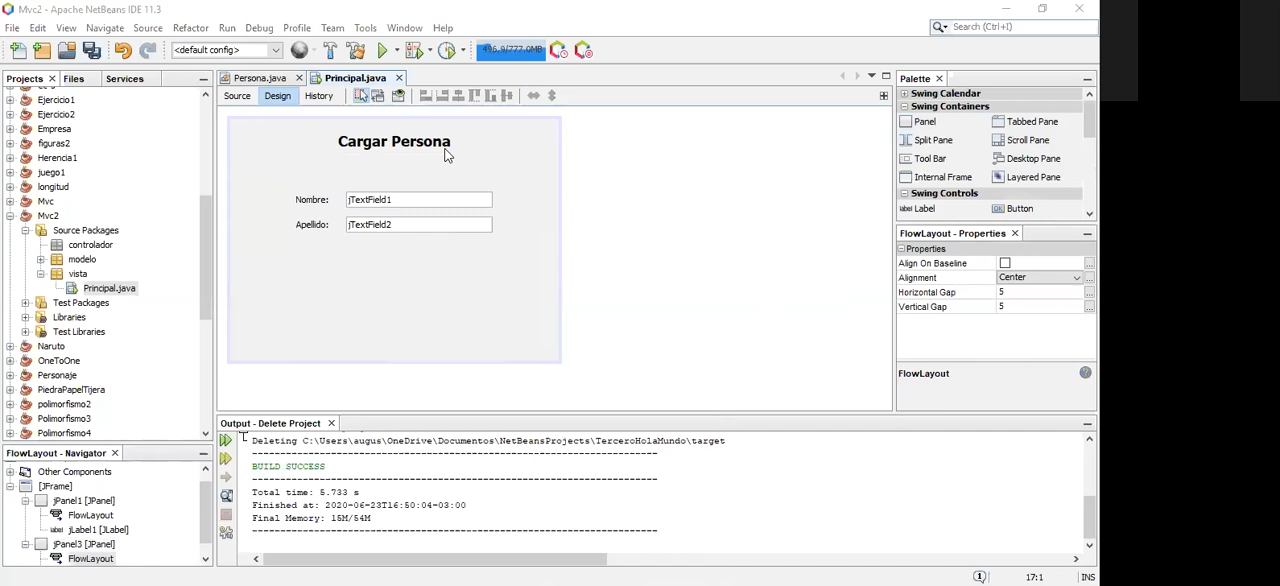 Mvc2 - Apache NetBeans IDE 11.3
File Edit View Navigate Source Refactor Run Debug Profile Team Tools Window Help
Search (Ctrl+I)
<default config>
496,9/777,0MB
Projects Files Services
Persona.java Principal.java
Palette
Source Design History
Ejercicio1
Ejercicio2
Empresa
figuras2
Herencia1
juego1
longitud
Mvc
Mvc2
Source Packages
controlador
modelo
vista
Principal.java
Test Packages
Libraries
Test Libraries
Naruto
OneToOne
Personaje
PiedraPapelTijera
polimorfismo2
Polimorfismo3
Polimorfismo4
Cargar Persona
Nombre: jTextField1
Apellido: jTextField2
Swing Calendar
Swing Containers
Panel Tabbed Pane
Split Pane Scroll Pane
Tool Bar Desktop Pane
Internal Frame Layered Pane
Swing Controls
label Label OK Button
FlowLayout - Properties
Properties
Align On Baseline
Alignment Center
Horizontal Gap 5
Vertical Gap 5
FlowLayout
FlowLayout - Navigator
Other Components
[JFrame]
jPanel1 [JPanel]
FlowLayout
label jLabel1 [JLabel]
jPanel3 [JPanel]
FlowLayout
Output - Delete Project
Deleting C:\Users\augus\OneDrive\Documentos\NetBeansProjects\TerceroHolaMundo\target
------------------------------------------------------------------------
BUILD SUCCESS
------------------------------------------------------------------------
Total time: 5.733 s
Finished at: 2020-06-23T16:50:04-03:00
Final Memory: 15M/54M
------------------------------------------------------------------------
1
17:1 INS